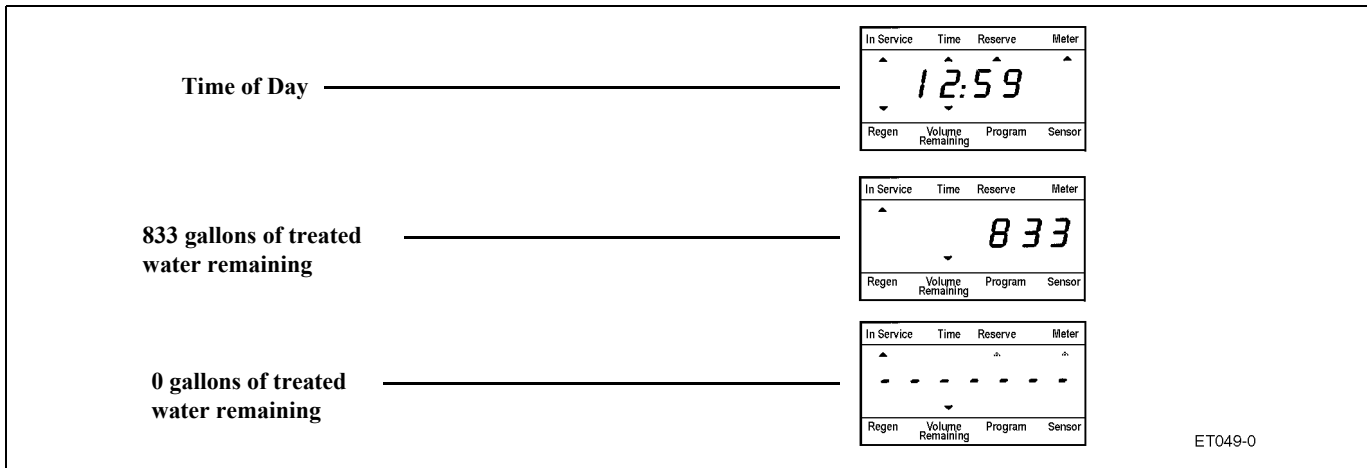 Time of Day
In Service Time Reserve Meter
12:59
Regen Volume Remaining Program Sensor
833 gallons of treated
water remaining
In Service Time Reserve Meter
833
Regen Volume Remaining Program Sensor
0 gallons of treated
water remaining
In Service Time Reserve Meter
- - - - - - -
Regen Volume Remaining Program Sensor
ET049-0